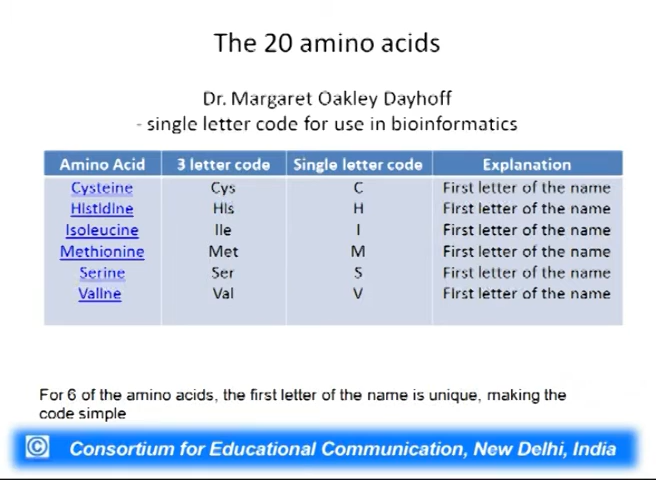 The 20 amino acids
Dr. Margaret Oakley Dayhoff
- single letter code for use in bioinformatics
Amino Acid 3 letter code Single letter code Explanation
Cysteine Cys C First letter of the name
Histidine His H First letter of the name
Isoleucine Ile I First letter of the name
Methionine Met M First letter of the name
Serine Ser S First letter of the name
Valine Val V First letter of the name
For 6 of the amino acids, the first letter of the name is unique, making the
code simple
© Consortium for Educational Communication, New Delhi, India